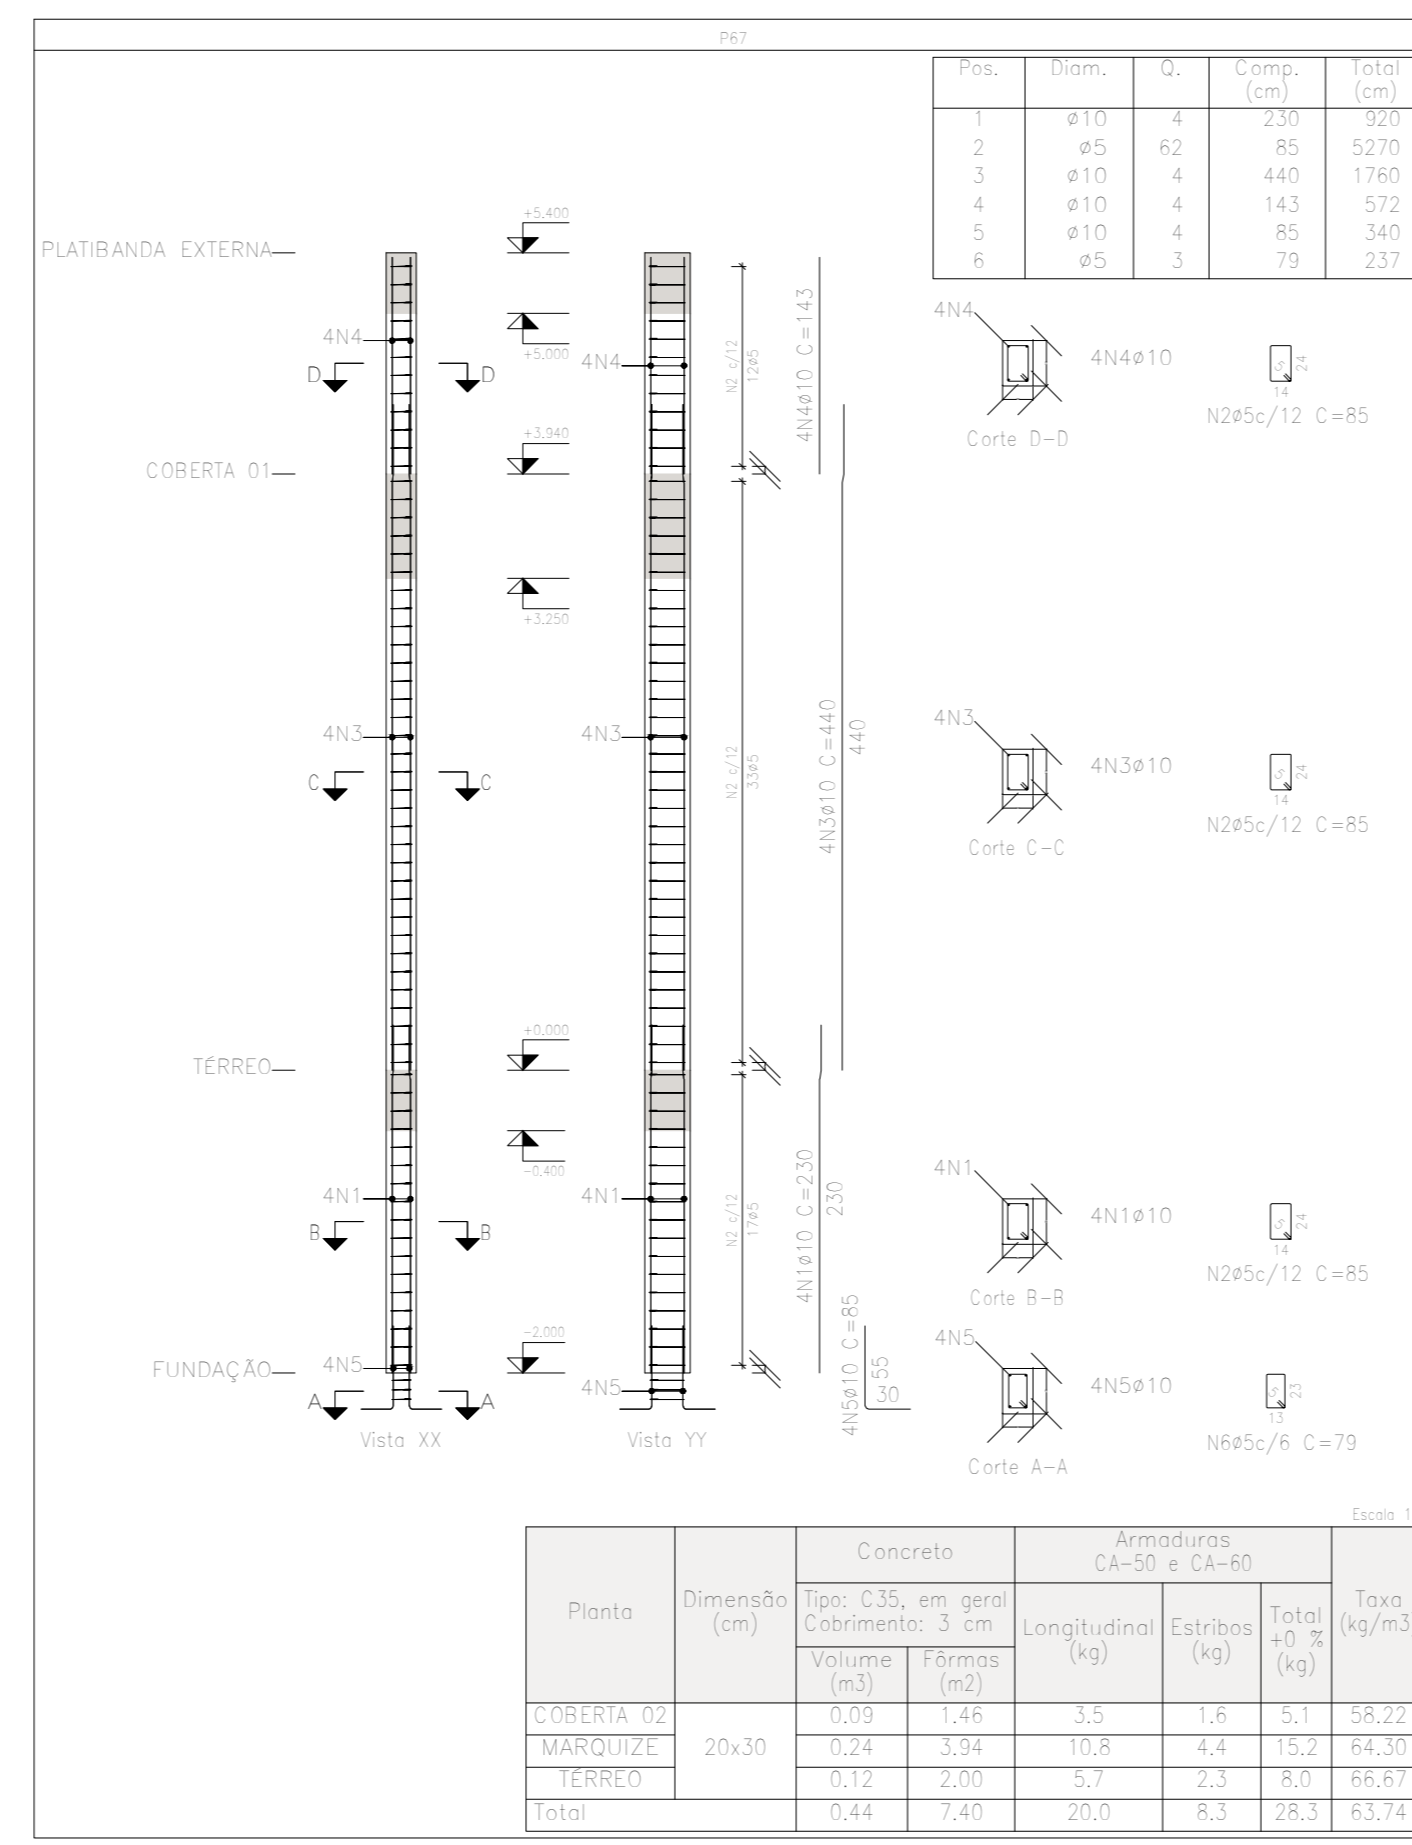 P67
Pos. Diam. Q. Comp. (cm) Total (cm)
1 ø10 4 230 920
2 ø5 62 85 5270
3 ø10 4 440 1760
4 ø10 4 143 572
5 ø10 4 85 340
6 ø5 3 79 237
PLATIBANDA EXTERNA
+5.400
4N4
+5.000
4N4
D D
N2 c/12
12ø5
4N4ø10 C=143
4N4
4N4ø10
Corte D-D
S
24
14
N2ø5c/12 C=85
COBERTA 01
+3.940
+3.250
4N3
4N3
C C
N2 c/12
33ø5
4N3ø10 C=440
440
4N3
4N3ø10
Corte C-C
S
24
14
N2ø5c/12 C=85
TÉRREO
+0.000
-0.400
4N1
4N1
B B
N2 c/12
17ø5
4N1ø10 C=230
230
4N1
4N1ø10
Corte B-B
S
24
14
N2ø5c/12 C=85
FUNDAÇÃO
-2.000
4N5
4N5
A A
4N5ø10 C=85
55
30
4N5
4N5ø10
Corte A-A
S
23
13
N6ø5c/6 C=79
Vista XX
Vista YY
Escala 1
Planta
Dimensão (cm)
Concreto
Tipo: C35, em geral
Cobrimento: 3 cm
Volume (m3)
Fôrmas (m2)
Armaduras
CA-50 e CA-60
Longitudinal (kg)
Estribos (kg)
Total +0 % (kg)
Taxa (kg/m3
COBERTA 02 0.09 1.46 3.5 1.6 5.1 58.22
MARQUIZE 20x30 0.24 3.94 10.8 4.4 15.2 64.30
TÉRREO 0.12 2.00 5.7 2.3 8.0 66.67
Total 0.44 7.40 20.0 8.3 28.3 63.74